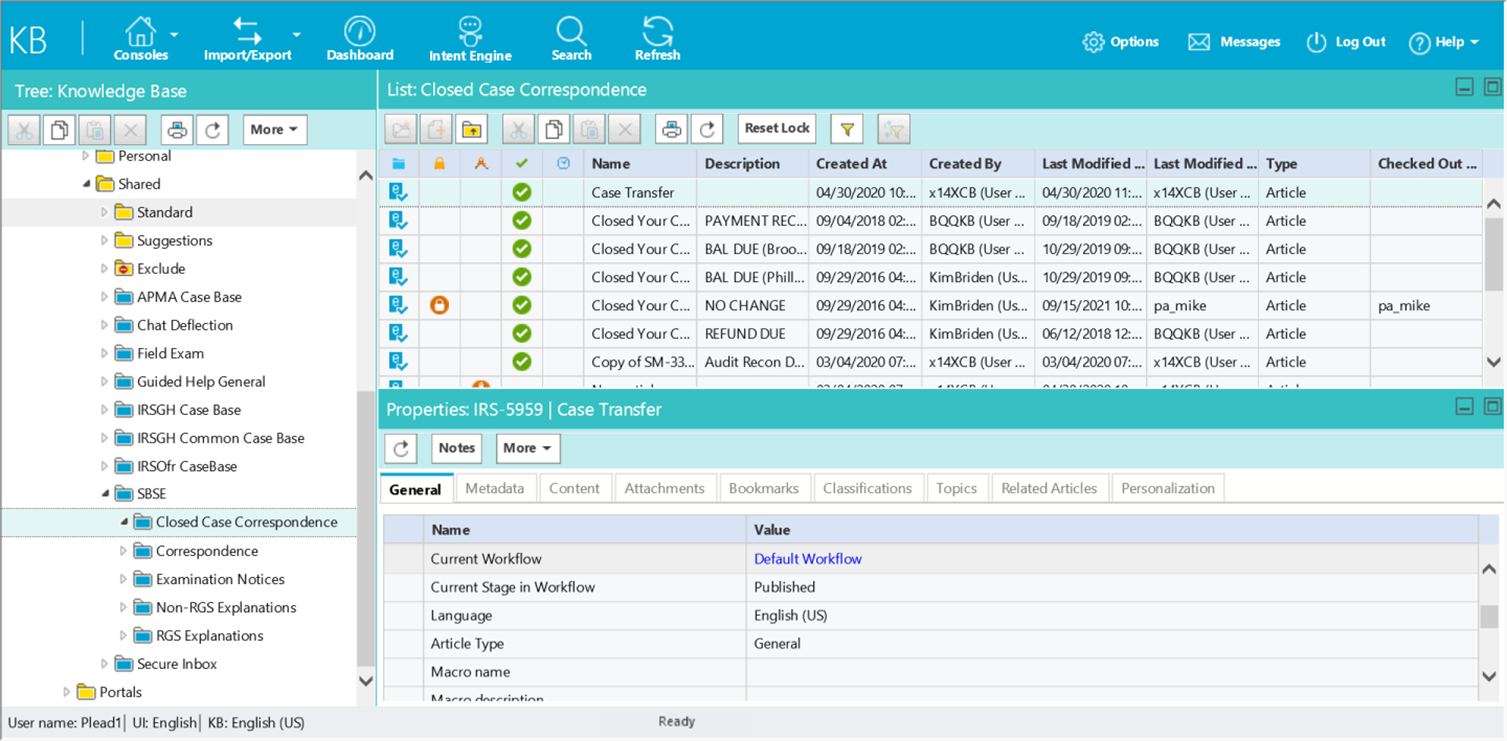 KB
Consoles Import/Export Dashboard Intent Engine Search Refresh
Options Messages Log Out Help
Tree: Knowledge Base
More
Personal
Shared
Standard
Suggestions
Exclude
APMA Case Base
Chat Deflection
Field Exam
Guided Help General
IRSGH Case Base
IRSGH Common Case Base
IRSOfr CaseBase
SBSE
Closed Case Correspondence
Correspondence
Examination Notices
Non-RGS Explanations
RGS Explanations
Secure Inbox
Portals
List: Closed Case Correspondence
Reset Lock
Name Description Created At Created By Last Modified ... Last Modified ... Type Checked Out ...
Case Transfer 04/30/2020 10:... x14XCB (User ... 04/30/2020 11:... x14XCB (User ... Article
Closed Your C... PAYMENT REC... 09/04/2018 02:... BQQKB (User ... 09/18/2019 02:... BQQKB (User ... Article
Closed Your C... BAL DUE (Broo... 09/18/2019 02:... BQQKB (User ... 10/29/2019 09:... BQQKB (User ... Article
Closed Your C... BAL DUE (Phill... 09/29/2016 04:... KimBriden (Us... 10/29/2019 09:... BQQKB (User ... Article
Closed Your C... NO CHANGE 09/29/2016 04:... KimBriden (Us... 09/15/2021 10:... pa_mike Article pa_mike
Closed Your C... REFUND DUE 09/29/2016 04:... KimBriden (Us... 06/12/2018 12:... BQQKB (User ... Article
Copy of SM-33... Audit Recon D... 03/04/2020 07:... x14XCB (User ... 03/04/2020 07:... x14XCB (User ... Article
Properties: IRS-5959 | Case Transfer
Notes More
General Metadata Content Attachments Bookmarks Classifications Topics Related Articles Personalization
Name Value
Current Workflow Default Workflow
Current Stage in Workflow Published
Language English (US)
Article Type General
Macro name
Macro description
User name: Plead1| UI: English| KB: English (US)
Ready